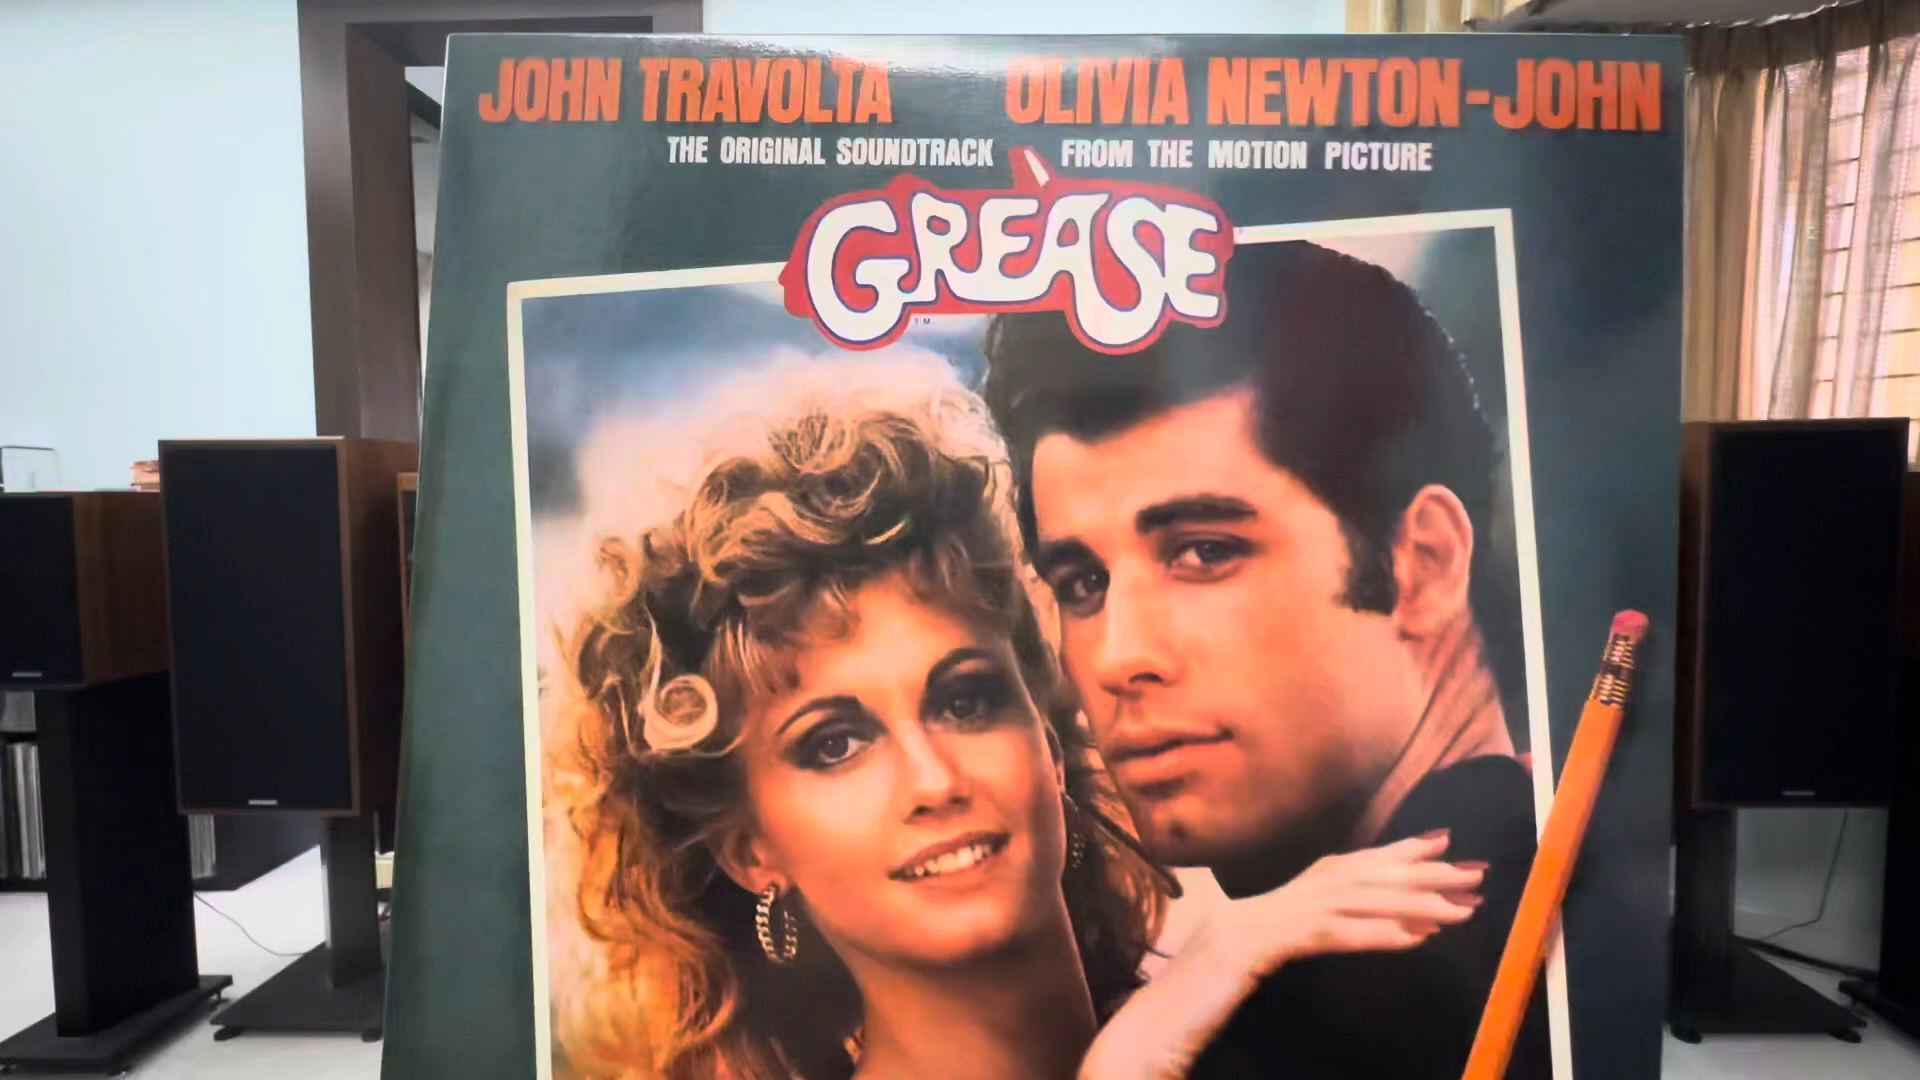 JOHN TRAVOLTA OLIVIA NEWTON-JOHN
THE ORIGINAL SOUNDTRACK FROM THE MOTION PICTURE
GREASE
T.M.